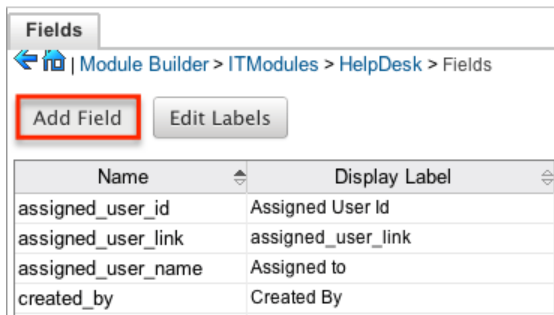 Fields
| Module Builder > ITModules > HelpDesk > Fields
Add Field Edit Labels
Name Display Label
assigned_user_id Assigned User Id
assigned_user_link assigned_user_link
assigned_user_name Assigned to
created_by Created By